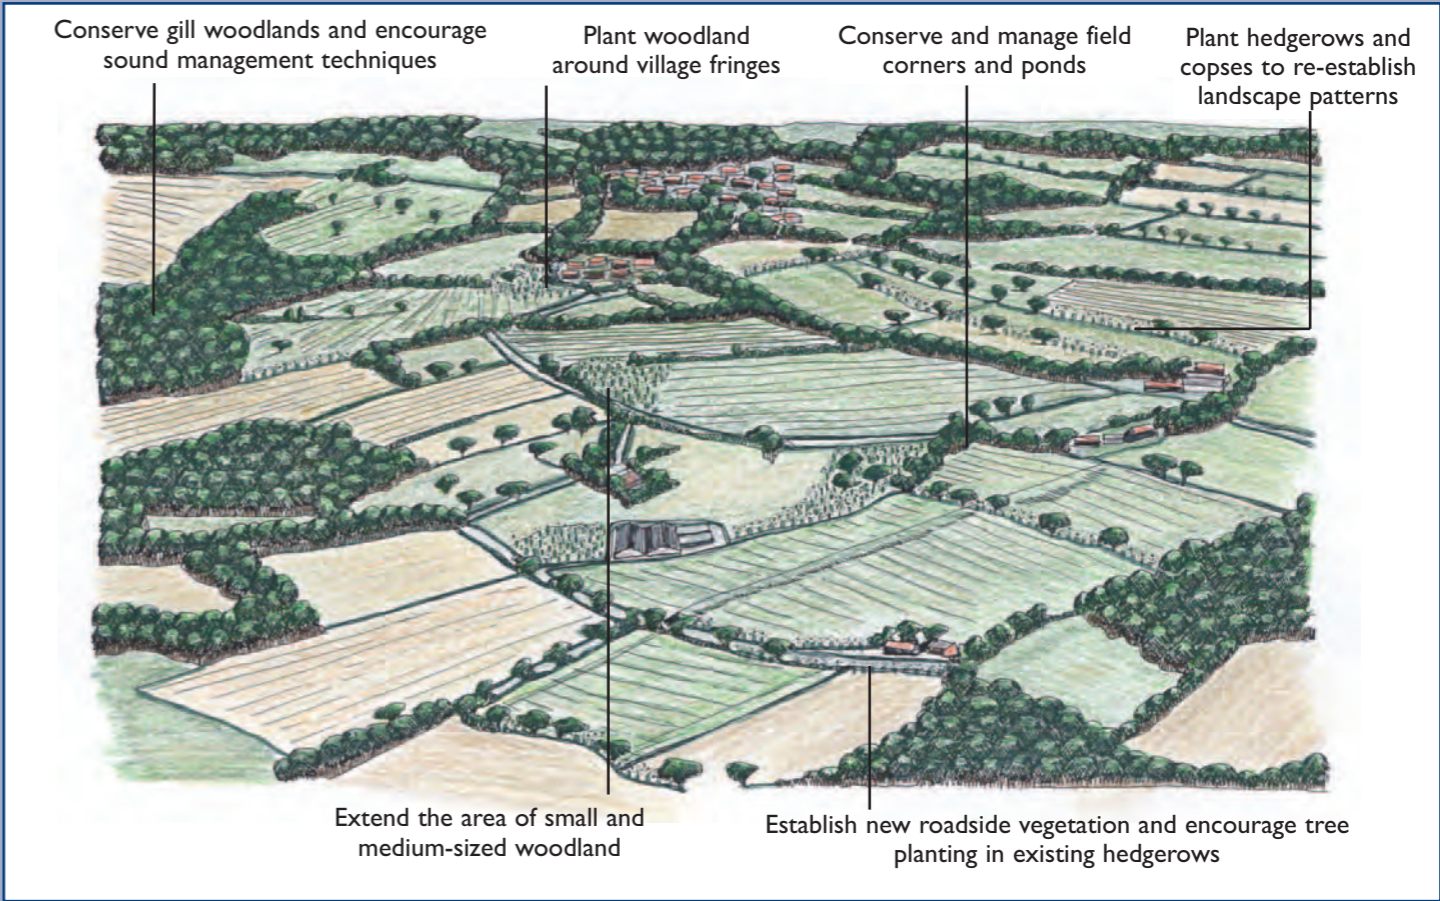 Conserve gill woodlands and encourage
sound management techniques
Plant woodland
around village fringes
Conserve and manage field
corners and ponds
Plant hedgerows and
copses to re-establish
landscape patterns
Extend the area of small and
medium-sized woodland
Establish new roadside vegetation and encourage tree
planting in existing hedgerows